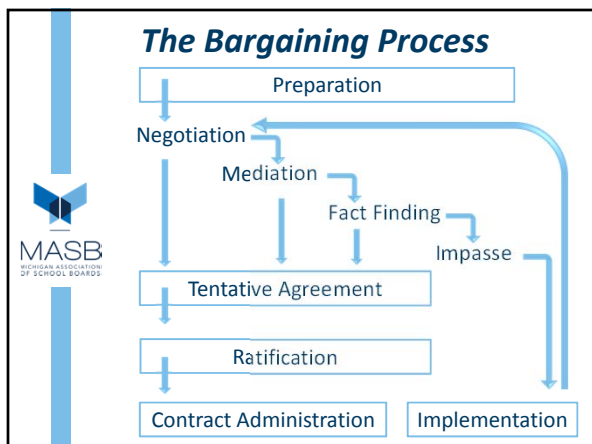 The Bargaining Process
Preparation
Negotiation
Mediation
Fact Finding
Impasse
MASB
MICHIGAN ASSOCIATION
OF SCHOOL BOARDS
Tentative Agreement
Ratification
Contract Administration
Implementation